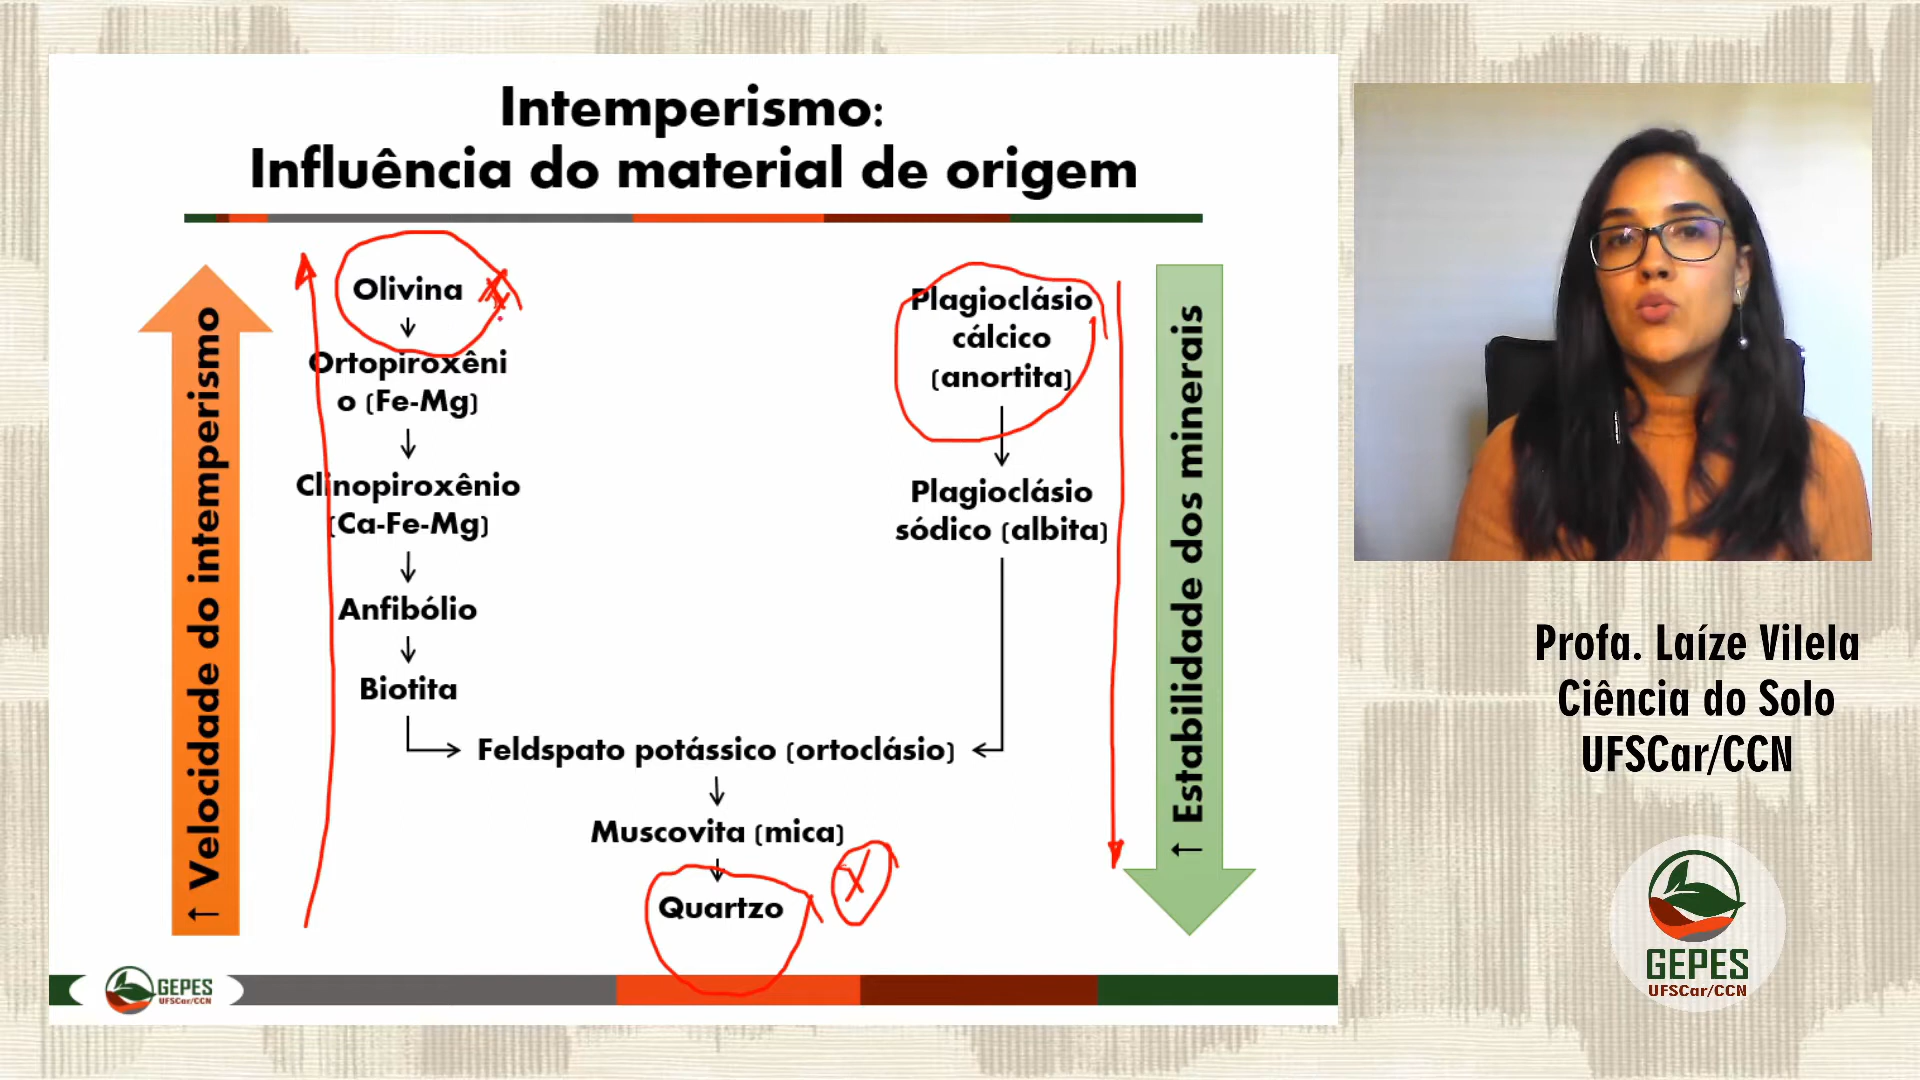 Intemperismo:
Influência do material de origem
↑ Velocidade do intemperismo
Olivina
Ortopiroxêni
o (Fe-Mg)
Clinopiroxênio
(Ca-Fe-Mg)
Anfibólio
Biotita
Plagioclásio
cálcico
(anortita)
Plagioclásio
sódico (albita)
Feldspato potássico (ortoclásio)
Muscovita (mica)
X
Quartzo
↑ Estabilidade dos minerais
GEPES
UFSCar/CCN
Profa. Laíze Vilela
Ciência do Solo
UFSCar/CCN
GEPES
UFSCar/CCN